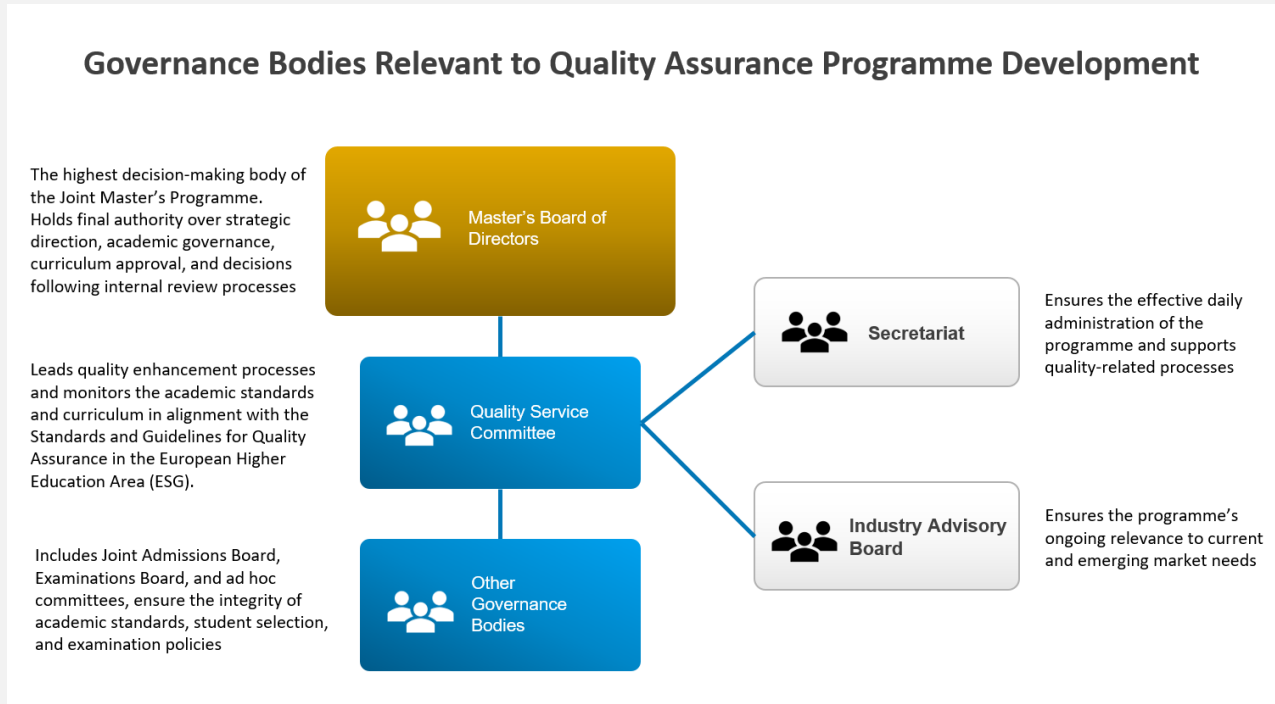 Governance Bodies Relevant to Quality Assurance Programme Development
The highest decision-making body of
the Joint Master’s Programme.
Holds final authority over strategic
direction, academic governance,
curriculum approval, and decisions
following internal review processes
Master’s Board of
Directors
Leads quality enhancement processes
and monitors the academic standards
and curriculum in alignment with the
Standards and Guidelines for Quality
Assurance in the European Higher
Education Area (ESG).
Quality Service
Committee
Secretariat
Ensures the effective daily
administration of the
programme and supports
quality-related processes
Industry Advisory
Board
Ensures the programme’s
ongoing relevance to current
and emerging market needs
Includes Joint Admissions Board,
Examinations Board, and ad hoc
committees, ensure the integrity of
academic standards, student selection,
and examination policies
Other
Governance
Bodies